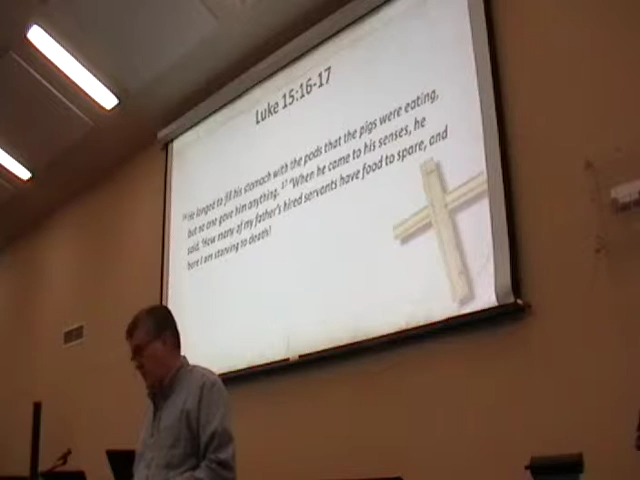 Luke 15:16-17
16 He longed to fill his stomach with the pods that the pigs were eating,
but no one gave him anything. 17 "When he came to his senses, he
said, 'How many of my father's hired servants have food to spare, and
here I am starving to death!